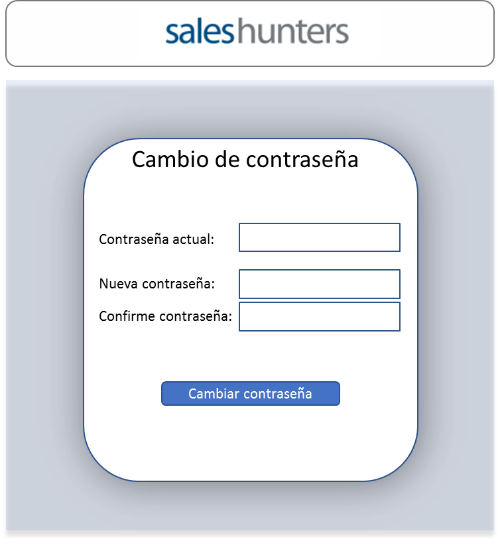 saleshunters
Cambio de contraseña
Contraseña actual:
Nueva contraseña:
Confirme contraseña:
Cambiar contraseña